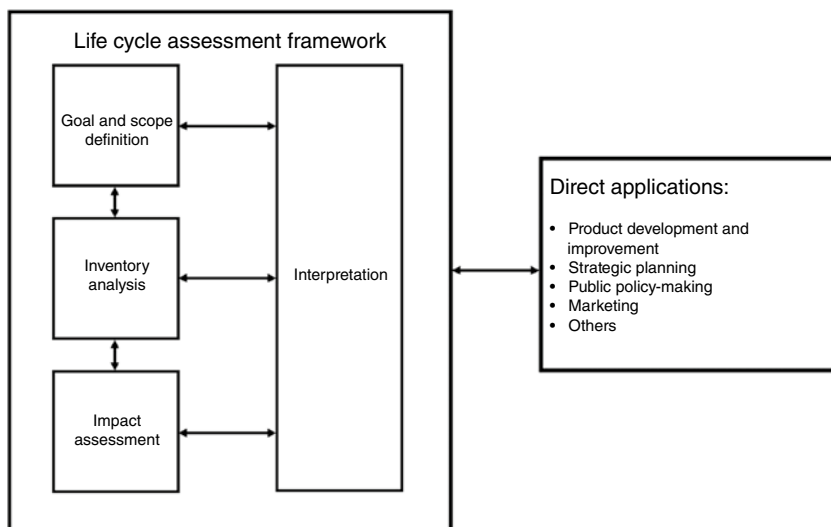 Life cycle assessment framework
Goal and scope
definition
Inventory
analysis
Impact
assessment
Interpretation
Direct applications:
• Product development and
improvement
• Strategic planning
• Public policy-making
• Marketing
• Others